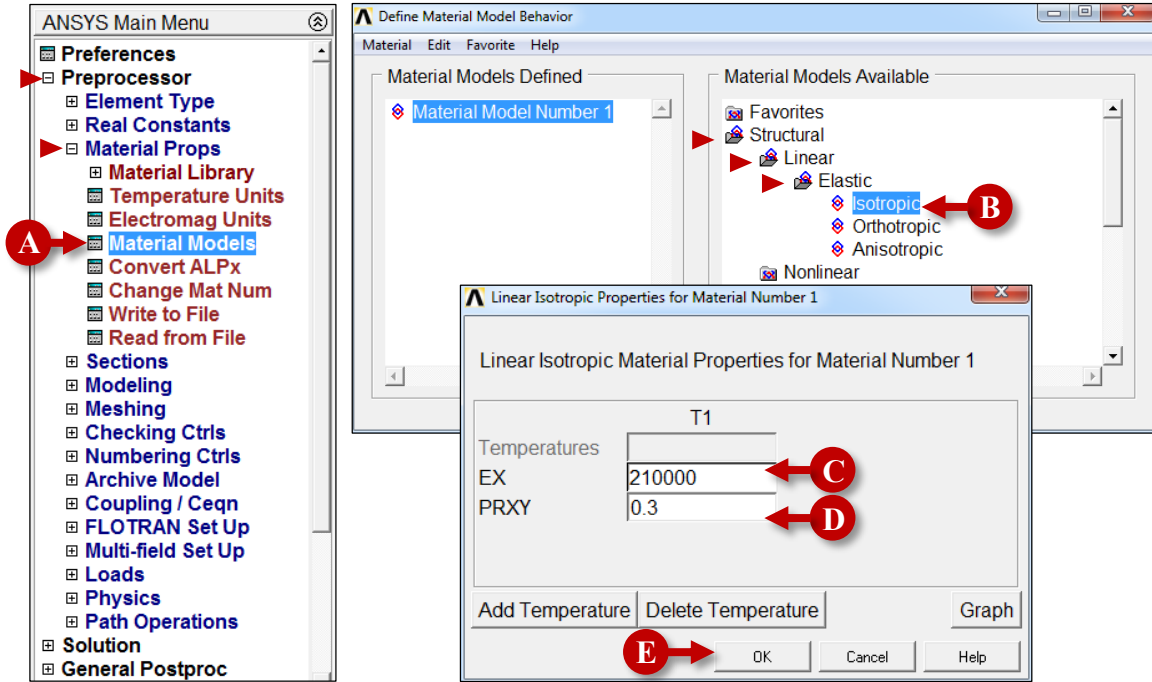 ANSYS Main Menu
Preferences
Preprocessor
Element Type
Real Constants
Material Props
Material Library
Temperature Units
Electromag Units
A
Material Models
Convert ALPx
Change Mat Num
Write to File
Read from File
Sections
Modeling
Meshing
Checking Ctrls
Numbering Ctrls
Archive Model
Coupling / Ceqn
FLOTRAN Set Up
Multi-field Set Up
Loads
Physics
Path Operations
Solution
General Postproc
Define Material Model Behavior
Material Edit Favorite Help
Material Models Defined
Material Model Number 1
Material Models Available
Favorites
Structural
Linear
Elastic
Isotropic B
Orthotropic
Anisotropic
Nonlinear
Linear Isotropic Properties for Material Number 1
Linear Isotropic Material Properties for Material Number 1
T1
Temperatures
EX 210000 C
PRXY 0.3 D
Add Temperature Delete Temperature Graph
E OK Cancel Help